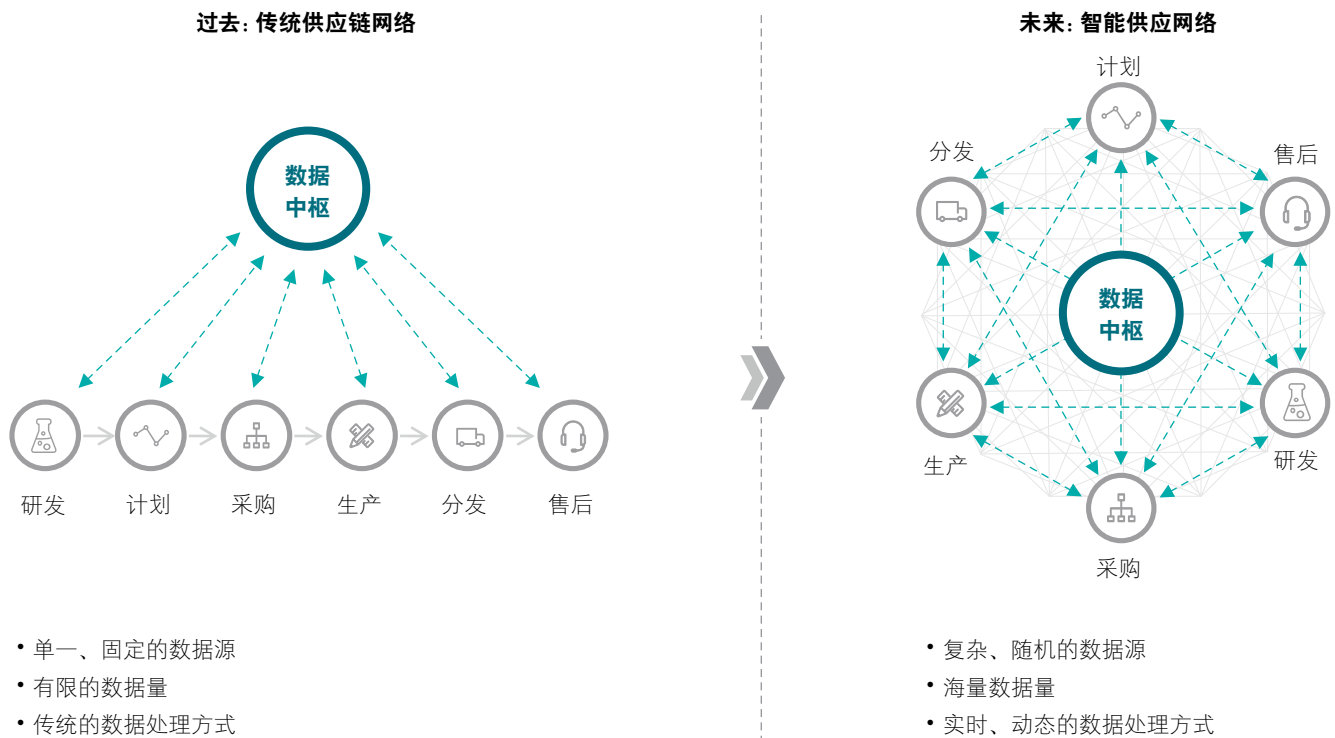 过去: 传统供应链网络
数据
中枢
研发
计划
采购
生产
分发
售后
• 单一、固定的数据源
• 有限的数据量
• 传统的数据处理方式
未来: 智能供应网络
计划
分发
售后
数据
中枢
生产
研发
采购
• 复杂、随机的数据源
• 海量数据量
• 实时、动态的数据处理方式